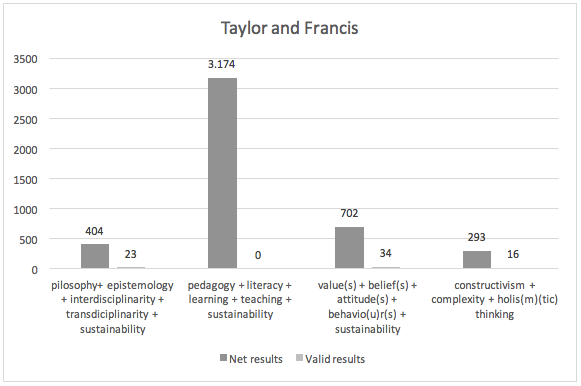 Taylor and Francis
3500
3000
2500
2000
1500
1000
500
0
404
23
3.174
0
702
34
293
16
pilosophy+ epistemology
+ interdisciplinarity +
transdiciplinarity +
sustainability
pedagogy + literacy +
learning + teaching +
sustainability
value(s) + belief(s) +
attitude(s) +
behavio(u)r(s) +
sustainability
constructivism +
complexity + holis(m)(tic)
thinking
Net results
Valid results